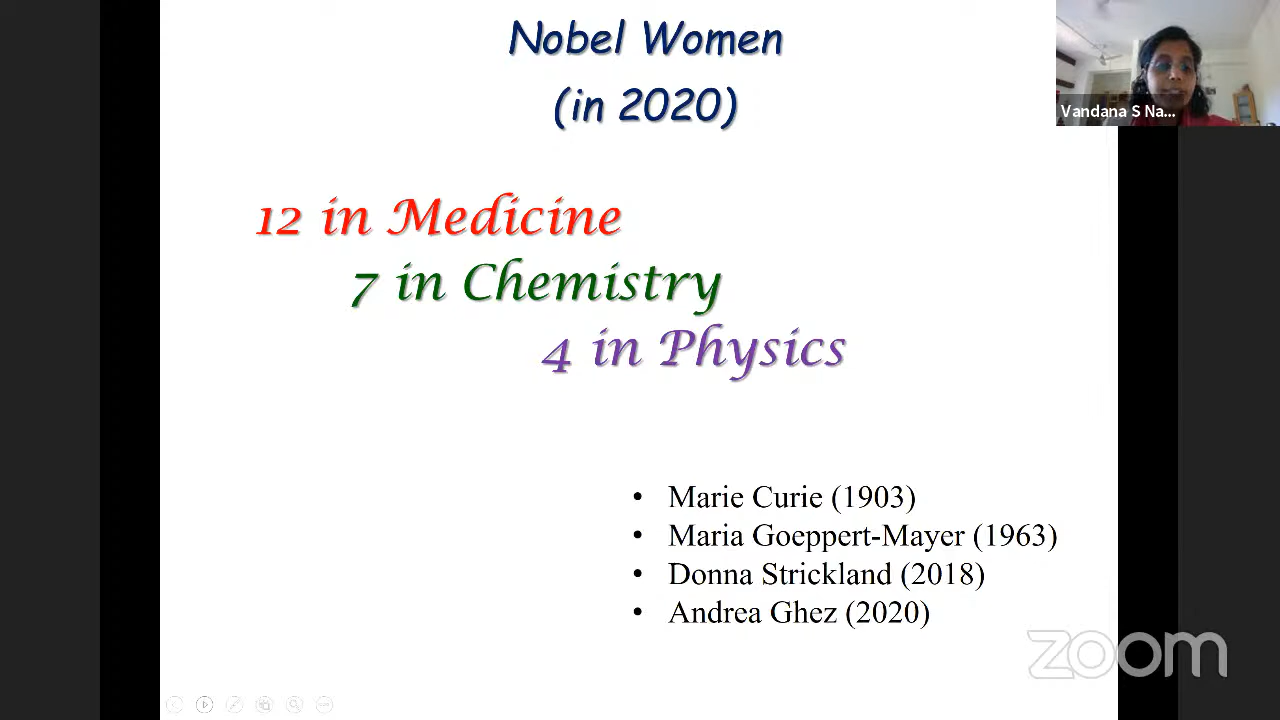 Nobel Women
(in 2020)
Vandana S Na...
12 in Medicine
7 in Chemistry
4 in Physics
• Marie Curie (1903)
• Maria Goeppert-Mayer (1963)
• Donna Strickland (2018)
• Andrea Ghez (2020)
zoom